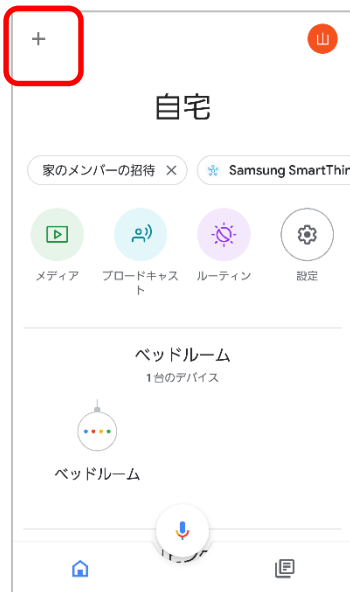 +
山
自宅
家のメンバーの招待 ×
Samsung SmartThin
メディア
ブロードキャス
ト
ルーティン
設定
ベッドルーム
1 台のデバイス
ベッドルーム